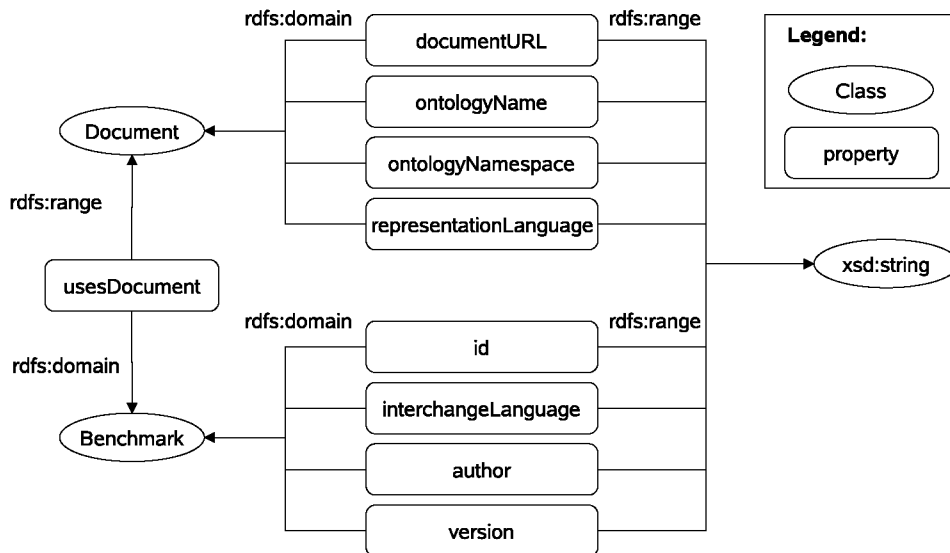 rdfs:domain
documentURL
rdfs:range
Legend:
Class
property
ontologyName
Document
ontologyNamespace
representationLanguage
rdfs:range
usesDocument
xsd:string
rdfs:domain
rdfs:domain
id
rdfs:range
interchangeLanguage
Benchmark
author
version